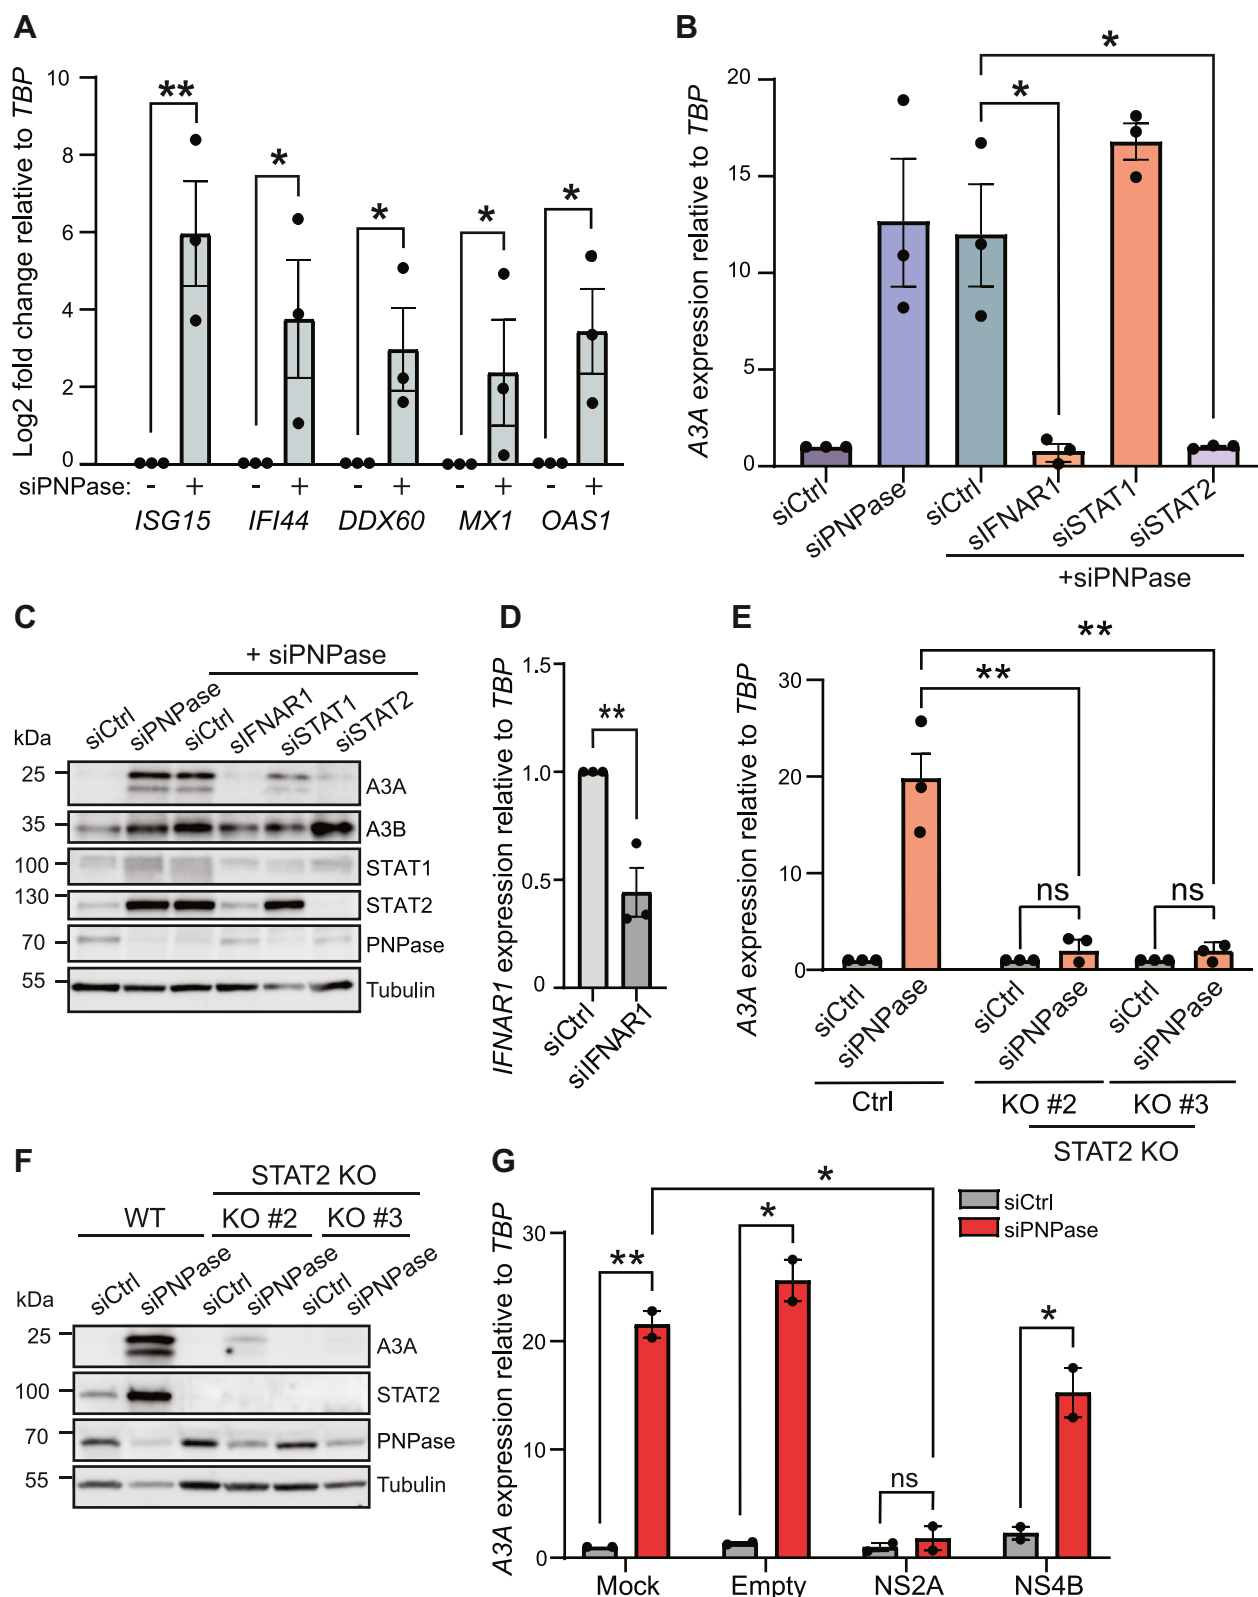 A
Log2 fold change relative to TBP
10
8
6
4
2
0
** * * * *
siPNPase: - + - + - + - + - +
ISG15 IFI44 DDX60 MX1 OAS1
B
A3A expression relative to TBP
20
15
10
5
0
* *
siCtrl siPNPase siCtrl siFNAR1 siSTAT1 siSTAT2
+siPNPase
C
+ siPNPase
kDa siCtrl siPNPase siCtrl sIFNAR1 siSTAT1 siSTAT2
25 A3A
35 A3B
100 STAT1
130 STAT2
70 PNPase
55 Tubulin
D
IFNAR1 expression relative to TBP
1.5
1.0
0.5
0
**
siCtrl siIFNAR1
E
A3A expression relative to TBP
30
20
10
0
**
**
ns ns
siCtrl siPNPase siCtrl siPNPase siCtrl siPNPase
Ctrl KO #2 KO #3
STAT2 KO
F
STAT2 KO
WT KO #2 KO #3
kDa siCtrl siPNPase siCtrl siPNPase siCtrl siPNPase
25 A3A
100 STAT2
70 PNPase
55 Tubulin
G
A3A expression relative to TBP
30
20
10
0
siCtrl
siPNPase
*
** * ns *
Mock Empty NS2A NS4B